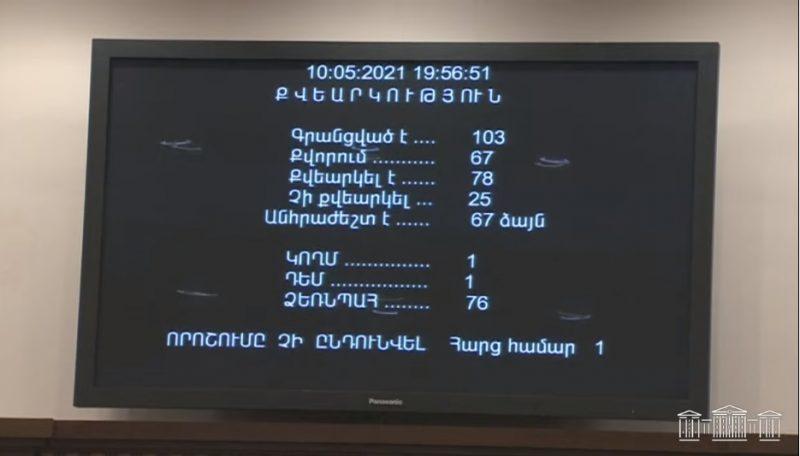 10:05:2021 19:56:51
ՔՎԵԱՐԿՈՒԹՅՈՒՆ
Գրանցված է .... 103
Քվորում........... 67
Քվեարկել է ...... 78
Չի քվեարկել ... 25
Անհրաժեշտ է ...... 67 ձայն
ԿՈՂՄ ............... 1
ԴԵՄ ................. 1
ՁԵՌՆՊԱՀ ........ 76
ՈՐՈՇՈՒՄԸ ՉԻ ԸՆԴՈՒՆՎԵԼ Հարց համար 1
Panasonic